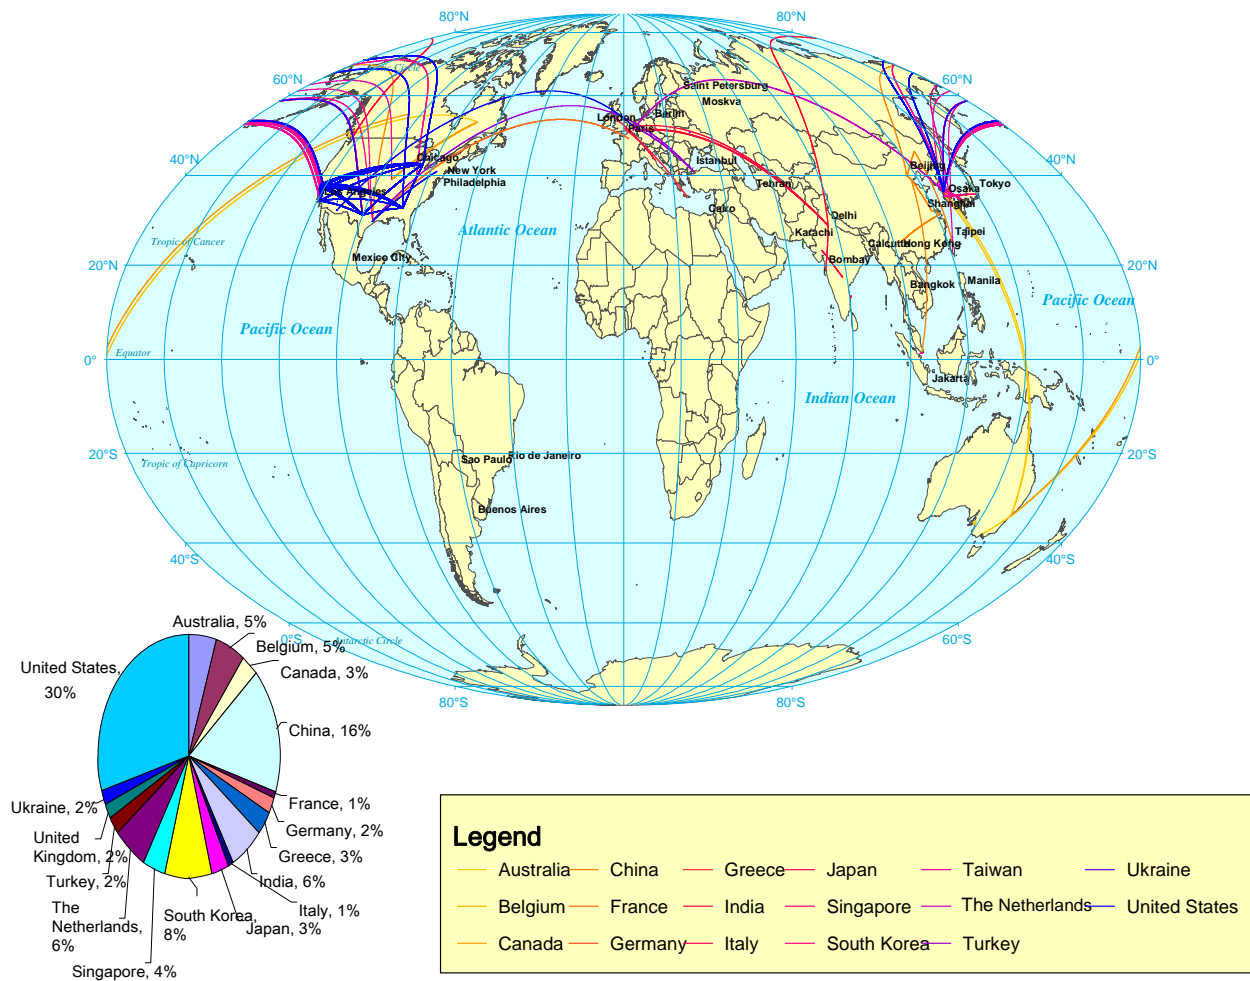 80°N
80°N
60°N
60°N
Saint Petersburg
Moskva
Berlin
London
Paris
40°N
40°N
Chicago
New York
Philadelphia
Istanbul
Tehran
Beijing
Osaka
Tokyo
Shanghai
Cairo
Delhi
Karachi
Taipei
Calcutta
Hong Kong
Atlantic Ocean
Tropic of Cancer
Mexico City
Bombay
20°N
20°N
Bangkok
Manila
Pacific Ocean
Pacific Ocean
Equator
0°
0°
Jakarta
Indian Ocean
20°S
20°S
Tropic of Capricorn
Sao Paulo
Rio de Janeiro
Buenos Aires
40°S
40°S
0°S
Antarctic Circle
60°S
80°S
80°S
Australia, 5%
Belgium, 5%
Canada, 3%
United States,
30%
China, 16%
France, 1%
Germany, 2%
Greece, 3%
India, 6%
Italy, 1%
Japan, 3%
South Korea,
8%
Singapore, 4%
The
Netherlands,
6%
Turkey, 2%
United
Kingdom, 2%
Ukraine, 2%
Legend
Australia China Greece Japan Taiwan Ukraine
Belgium France India Singapore The Netherlands United States
Canada Germany Italy South Korea Turkey